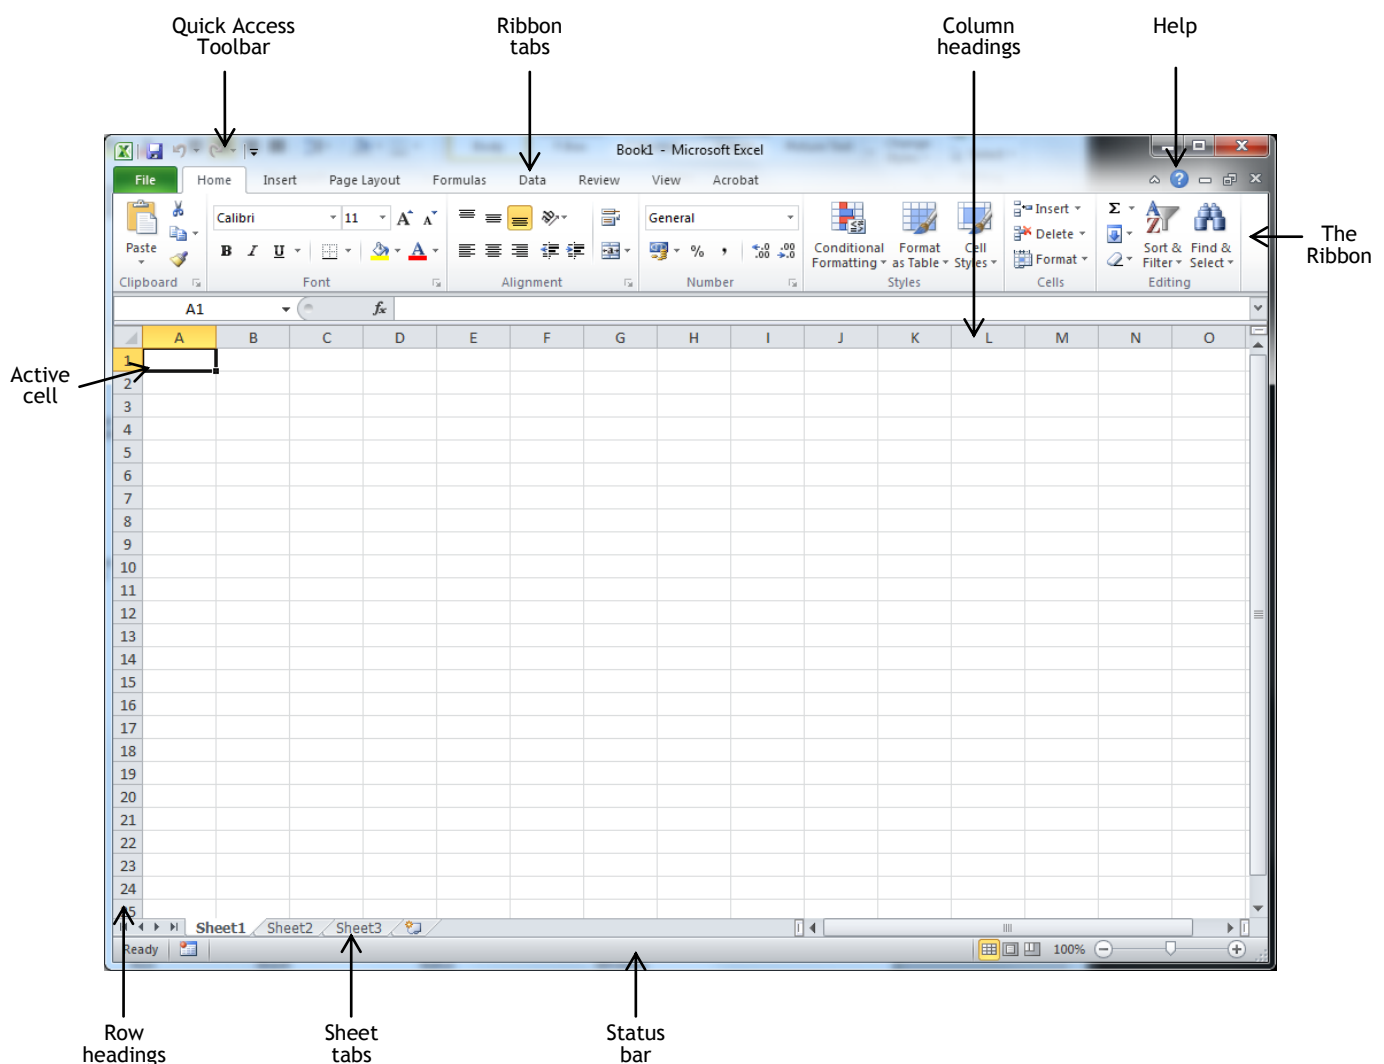 Quick Access
Toolbar
Ribbon
tabs
Column
headings
Help
Book1 - Microsoft Excel
File Home Insert Page Layout Formulas Data Review View Acrobat
Calibri 11 General
Paste
B I U A A A % , Σ
Conditional
Formatting
Format
as Table
Cell
Styles
Insert
Delete
Format
Sort &
Filter
Find &
Select
Clipboard Font Alignment Number Styles Cells Editing
The
Ribbon
A1 fx
A B C D E F G H I J K L M N O
Active
cell
1
2
3
4
5
6
7
8
9
10
11
12
13
14
15
16
17
18
19
20
21
22
23
24
Sheet1 Sheet2 Sheet3
Ready 100%
Row
headings
Sheet
tabs
Status
bar